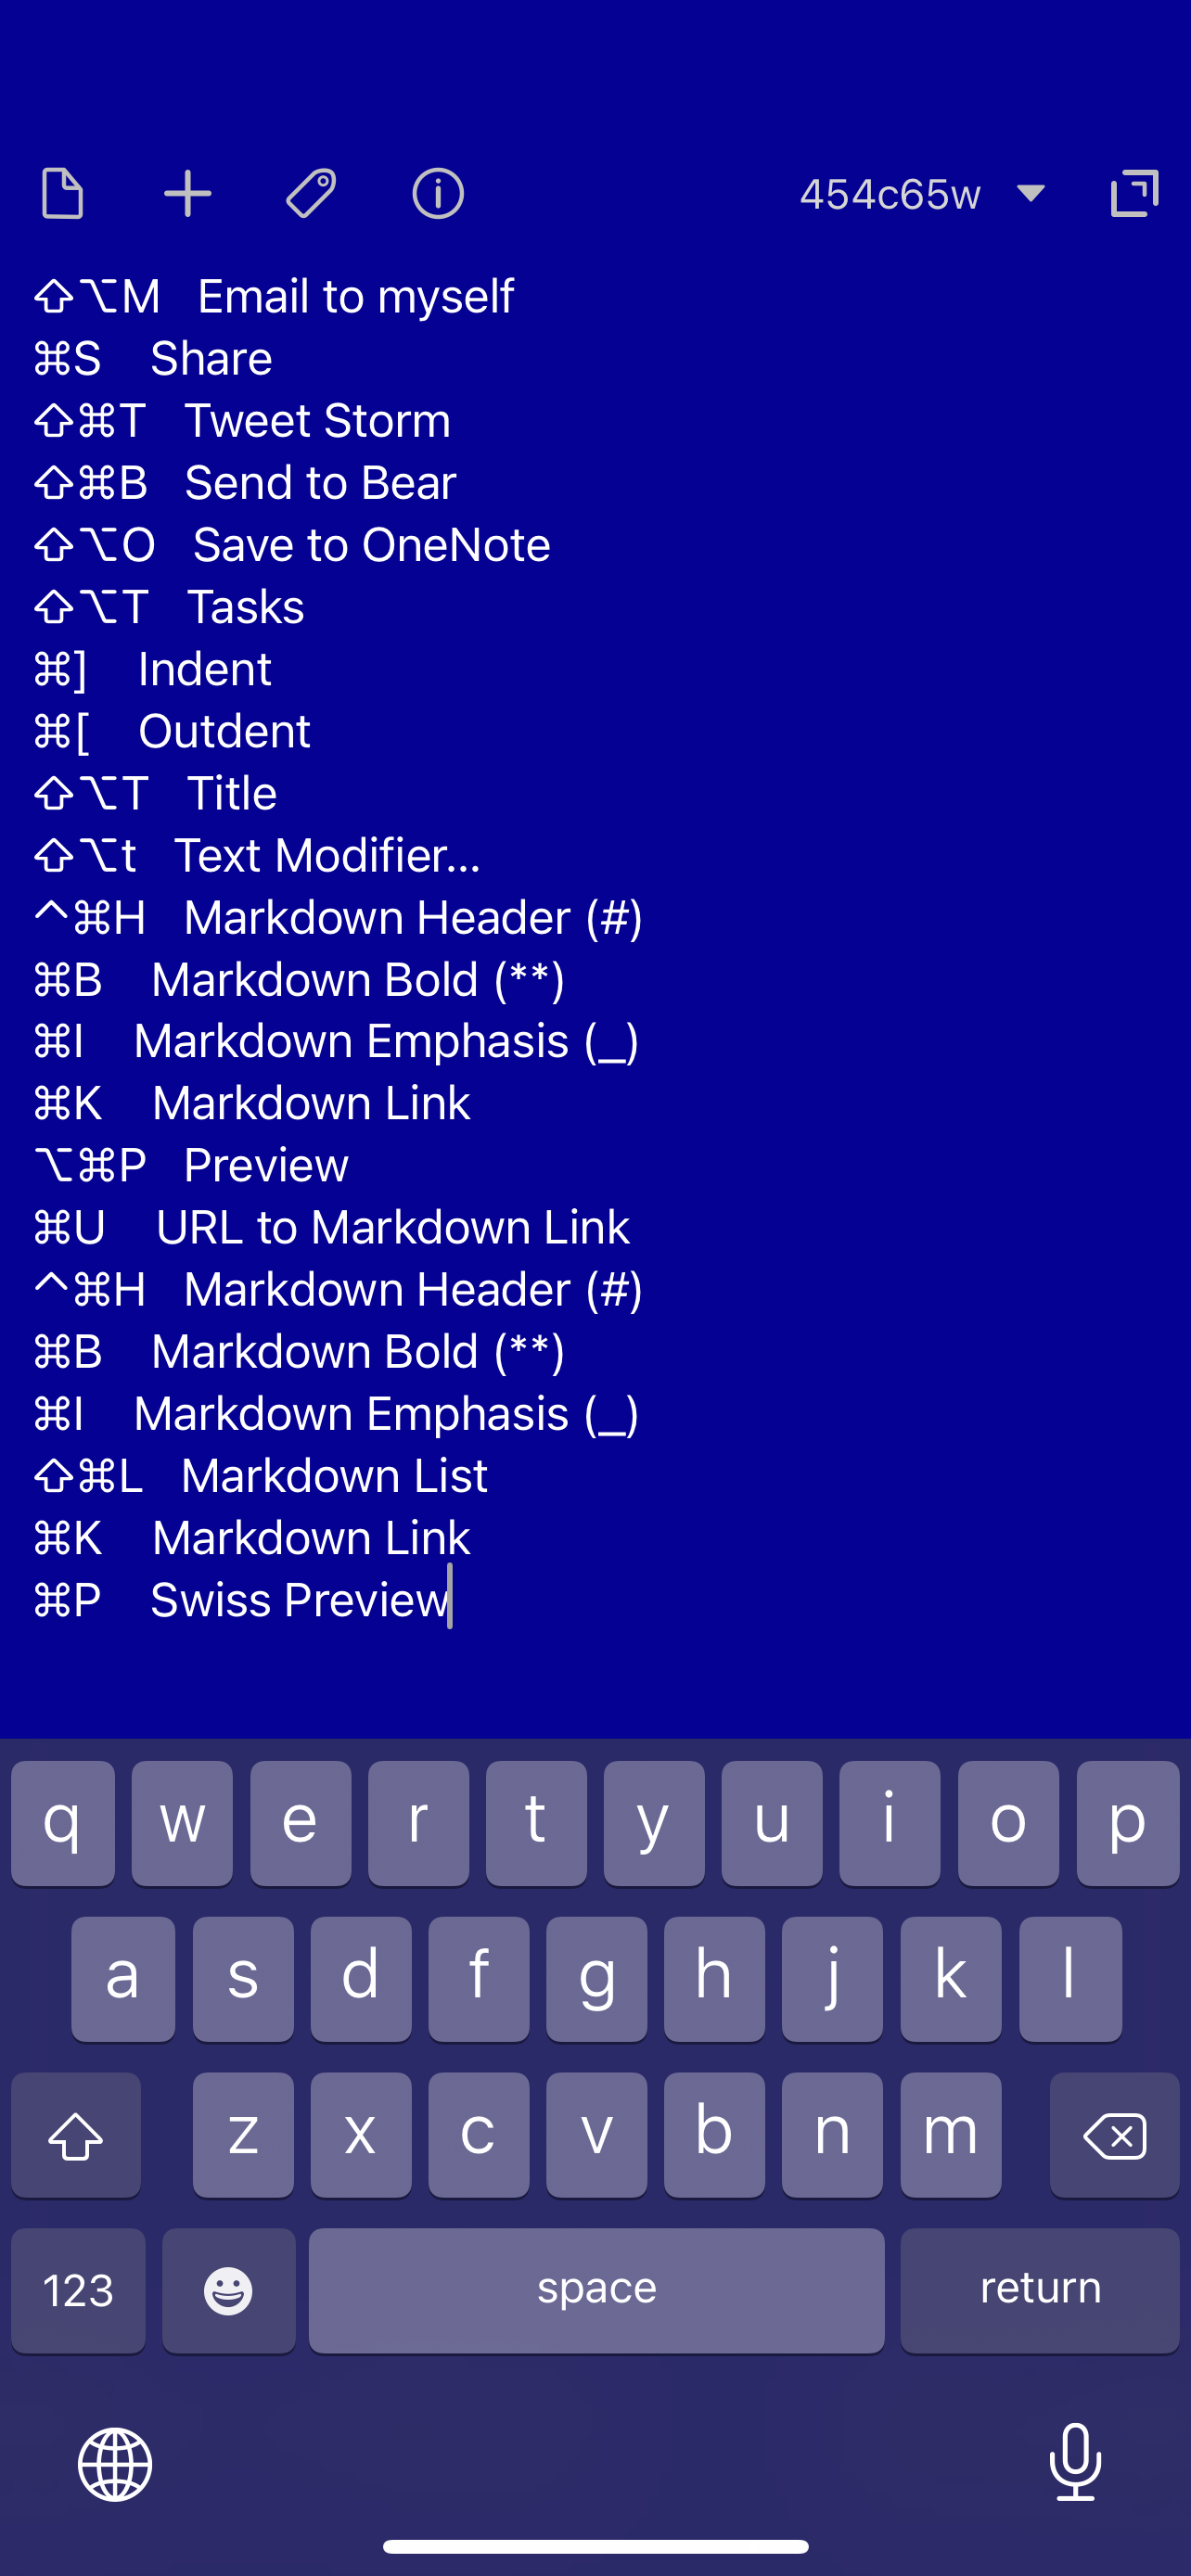 454c65w
⇧⌥M Email to myself
⌘S Share
⇧⌘T Tweet Storm
⇧⌘B Send to Bear
⇧⌥O Save to OneNote
⇧⌥T Tasks
⌘] Indent
⌘[ Outdent
⇧⌥T Title
⇧⌥t Text Modifier...
^⌘H Markdown Header (#)
⌘B Markdown Bold (**)
⌘I Markdown Emphasis (_)
⌘K Markdown Link
⌥⌘P Preview
⌘U URL to Markdown Link
^⌘H Markdown Header (#)
⌘B Markdown Bold (**)
⌘I Markdown Emphasis (_)
⇧⌘L Markdown List
⌘K Markdown Link
⌘P Swiss Preview
q w e r t y u i o p
a s d f g h j k l
z x c v b n m
123 space return